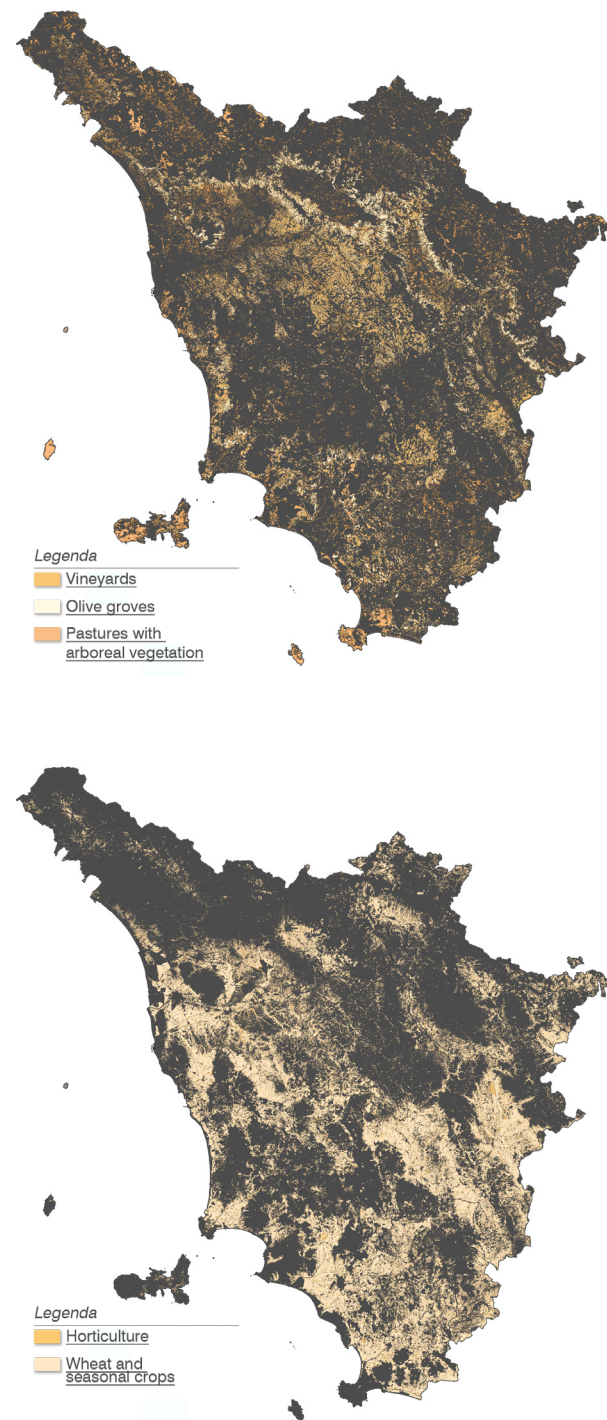 Legenda
Vineyards
Olive groves
Pastures with
arboreal vegetation
Legenda
Horticulture
Wheat and
seasonal crops